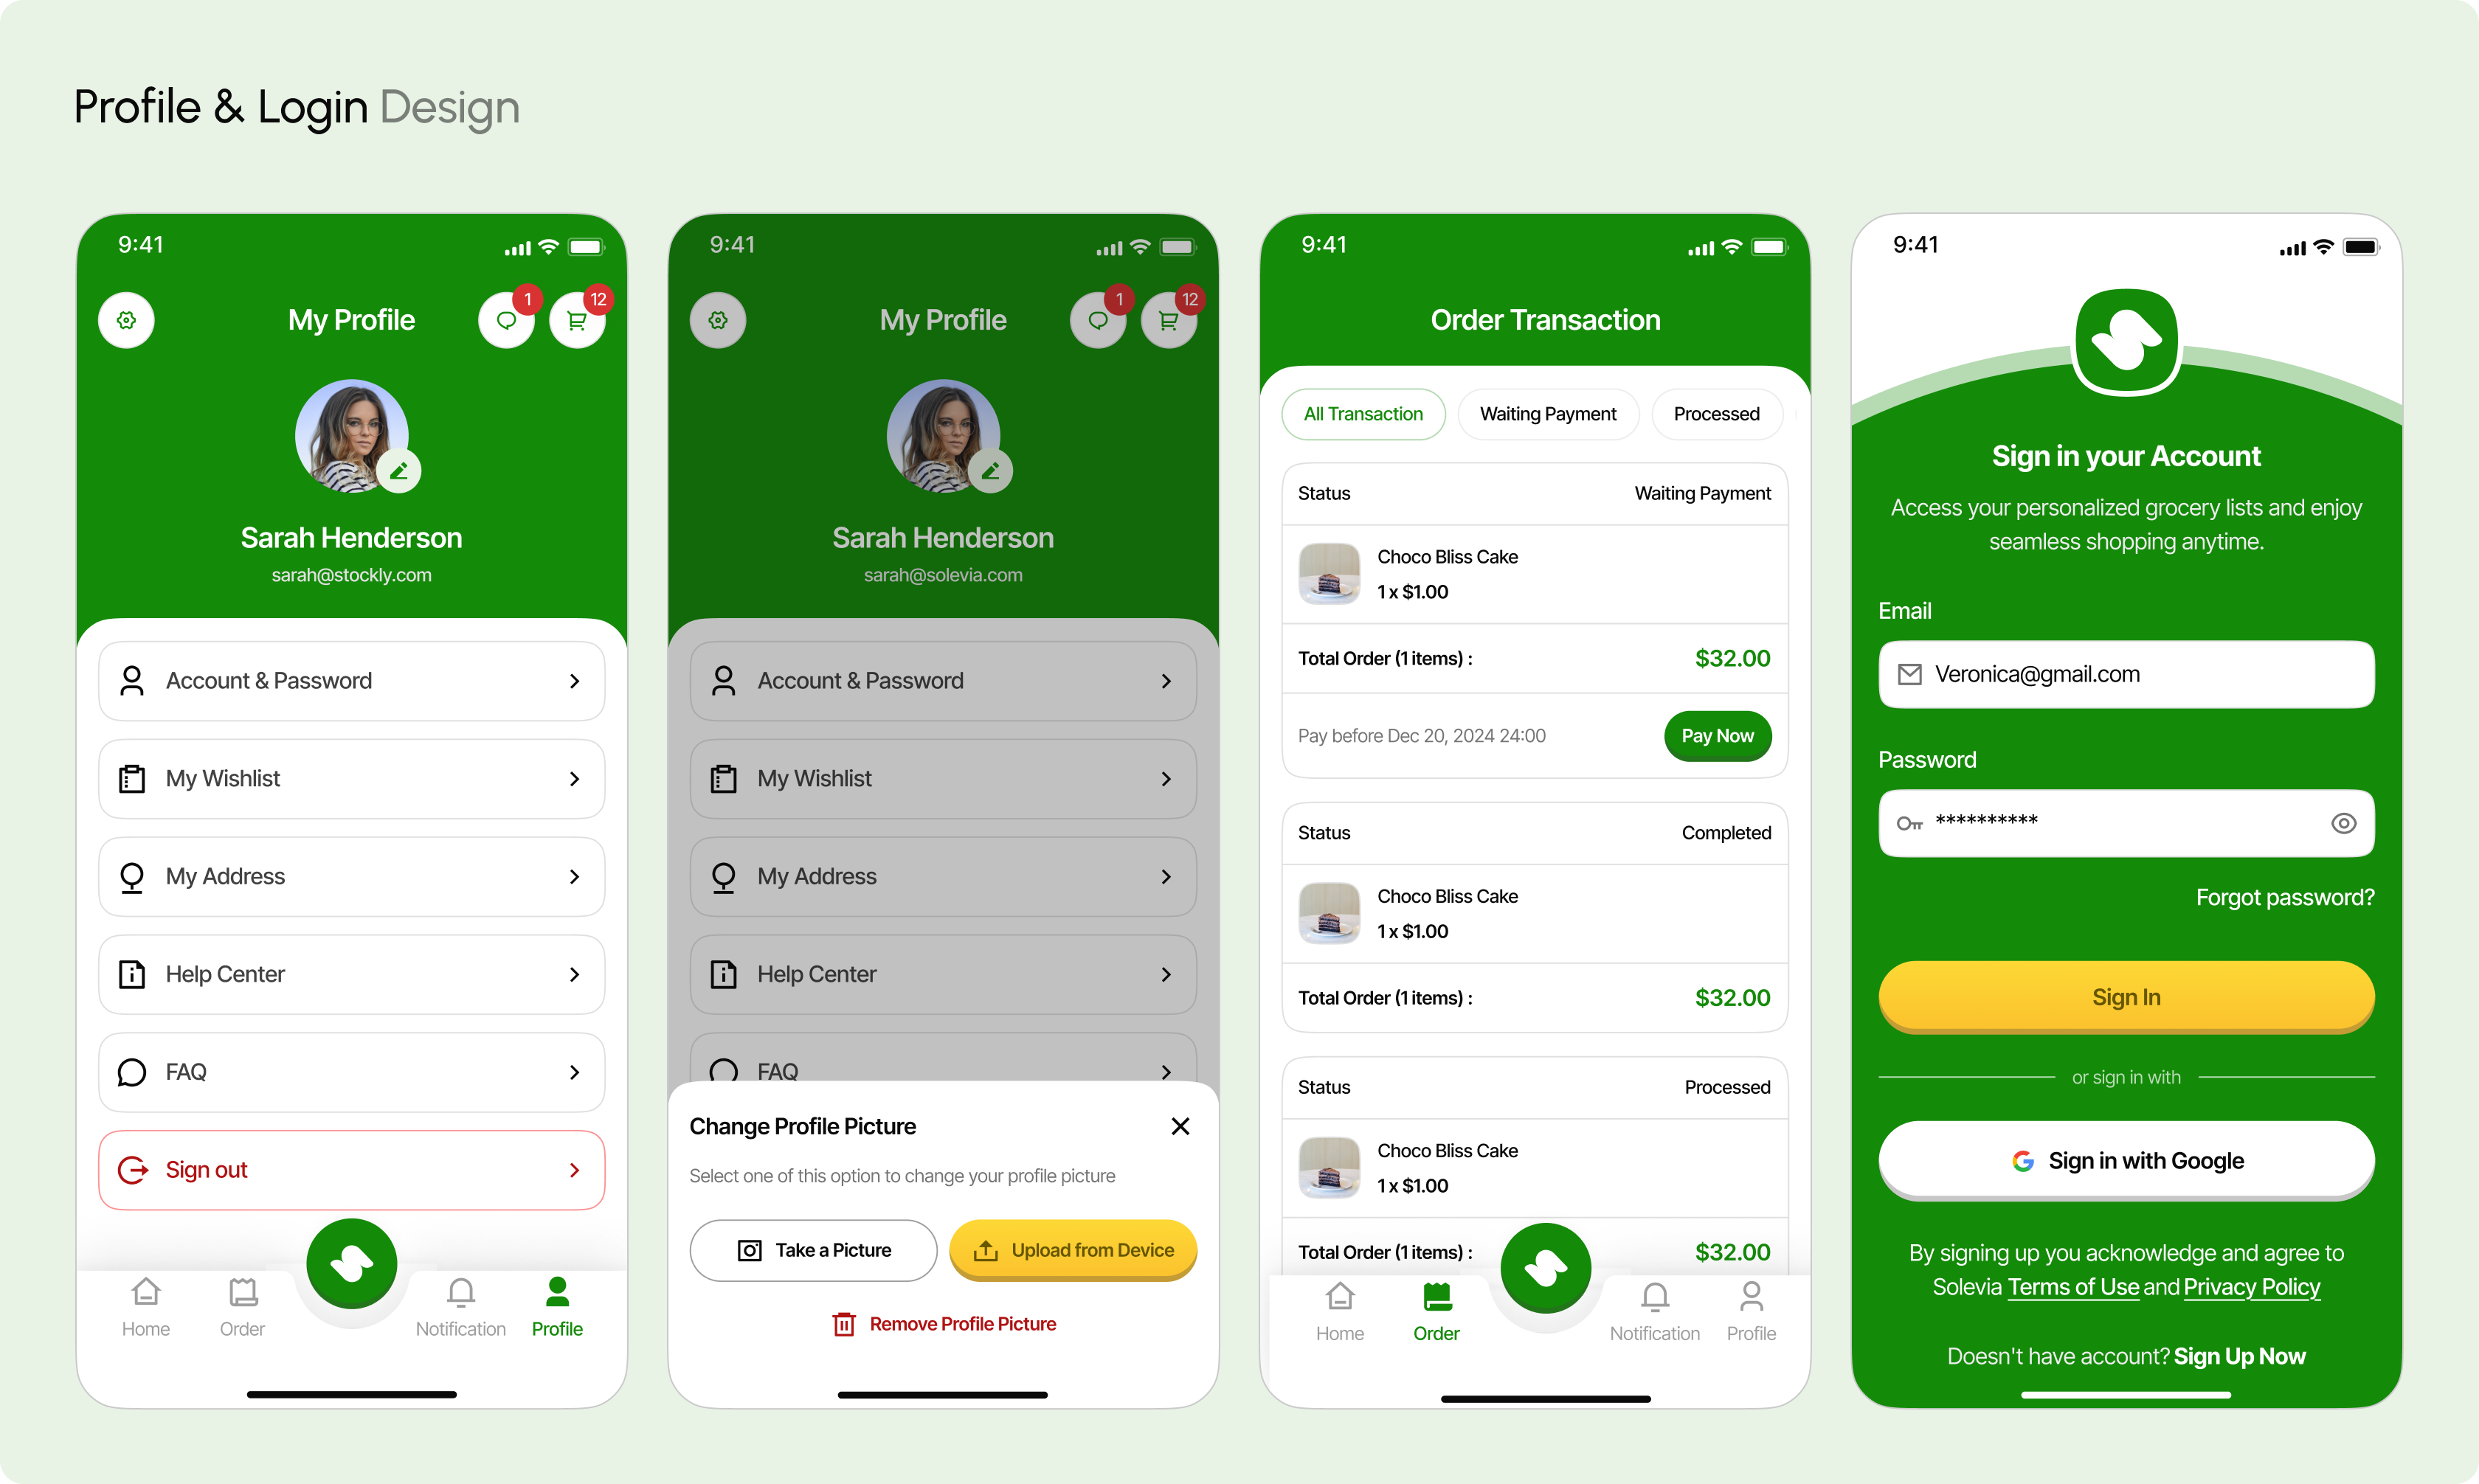 Profile & Login Design
9:41
My Profile
1
12
Sarah Henderson
sarah@stockly.com
Account & Password
My Wishlist
My Address
Help Center
FAQ
Sign out
Home
Order
Notification
Profile
9:41
My Profile
1
12
Sarah Henderson
sarah@solevia.com
Account & Password
My Wishlist
My Address
Help Center
FAQ
Change Profile Picture
Select one of this option to change your profile picture
Take a Picture
Upload from Device
Remove Profile Picture
9:41
Order Transaction
All Transaction
Waiting Payment
Processed
Status
Waiting Payment
Choco Bliss Cake
1 x $1.00
Total Order (1 items) :
$32.00
Pay before Dec 20, 2024 24:00
Pay Now
Status
Completed
Choco Bliss Cake
1 x $1.00
Total Order (1 items) :
$32.00
Status
Processed
Choco Bliss Cake
1 x $1.00
Total Order (1 items) :
$32.00
Home
Order
Notification
Profile
9:41
Sign in your Account
Access your personalized grocery lists and enjoy
seamless shopping anytime.
Email
Veronica@gmail.com
Password
**********
Forgot password?
Sign In
or sign in with
Sign in with Google
By signing up you acknowledge and agree to
Solevia Terms of Use and Privacy Policy
Doesn't have account? Sign Up Now